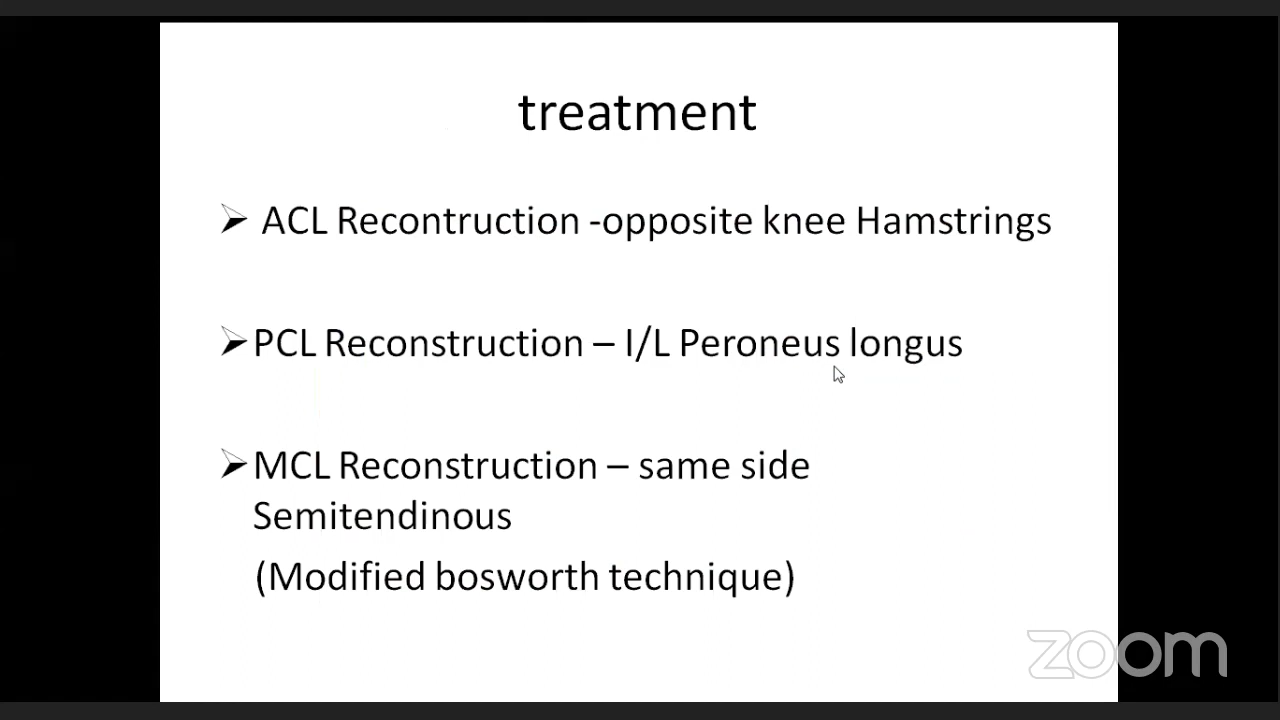 treatment
ACL Recontruction -opposite knee Hamstrings
PCL Reconstruction – I/L Peroneus longus
MCL Reconstruction – same side
Semitendinous
(Modified bosworth technique)
zoom